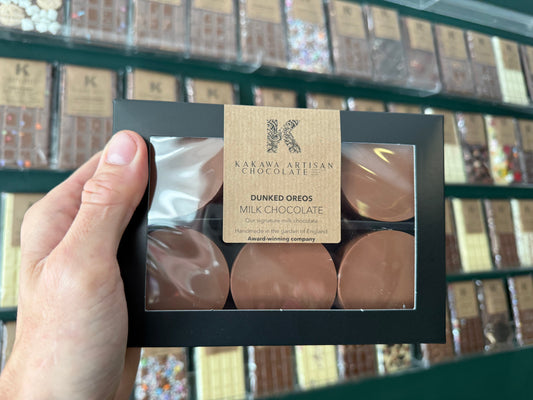 K
KAKAWA ARTISAN
CHOCOLATE
DUNKED OREOS
MILK CHOCOLATE
Our signature milk chocolate
Handmade in the garden of England
Award-winning company